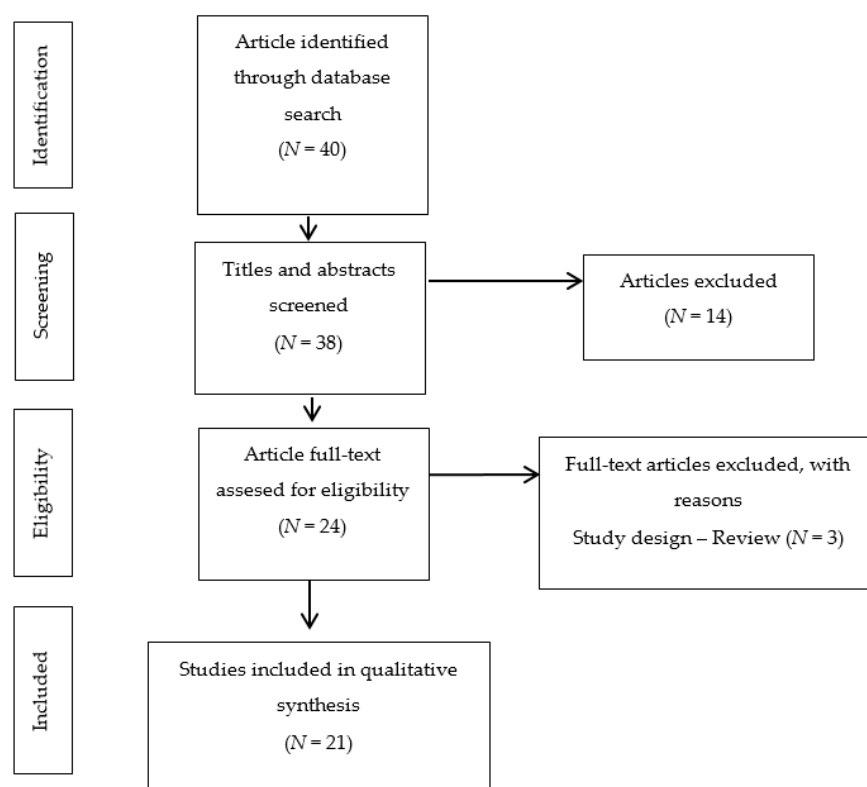 Identification
Article identified
through database
search
(N = 40)
Screening
Titles and abstracts
screened
(N = 38)
Articles excluded
(N = 14)
Eligibility
Article full-text
assesed for eligibility
(N = 24)
Full-text articles excluded, with
reasons
Study design – Review (N = 3)
Included
Studies included in qualitative
synthesis
(N = 21)